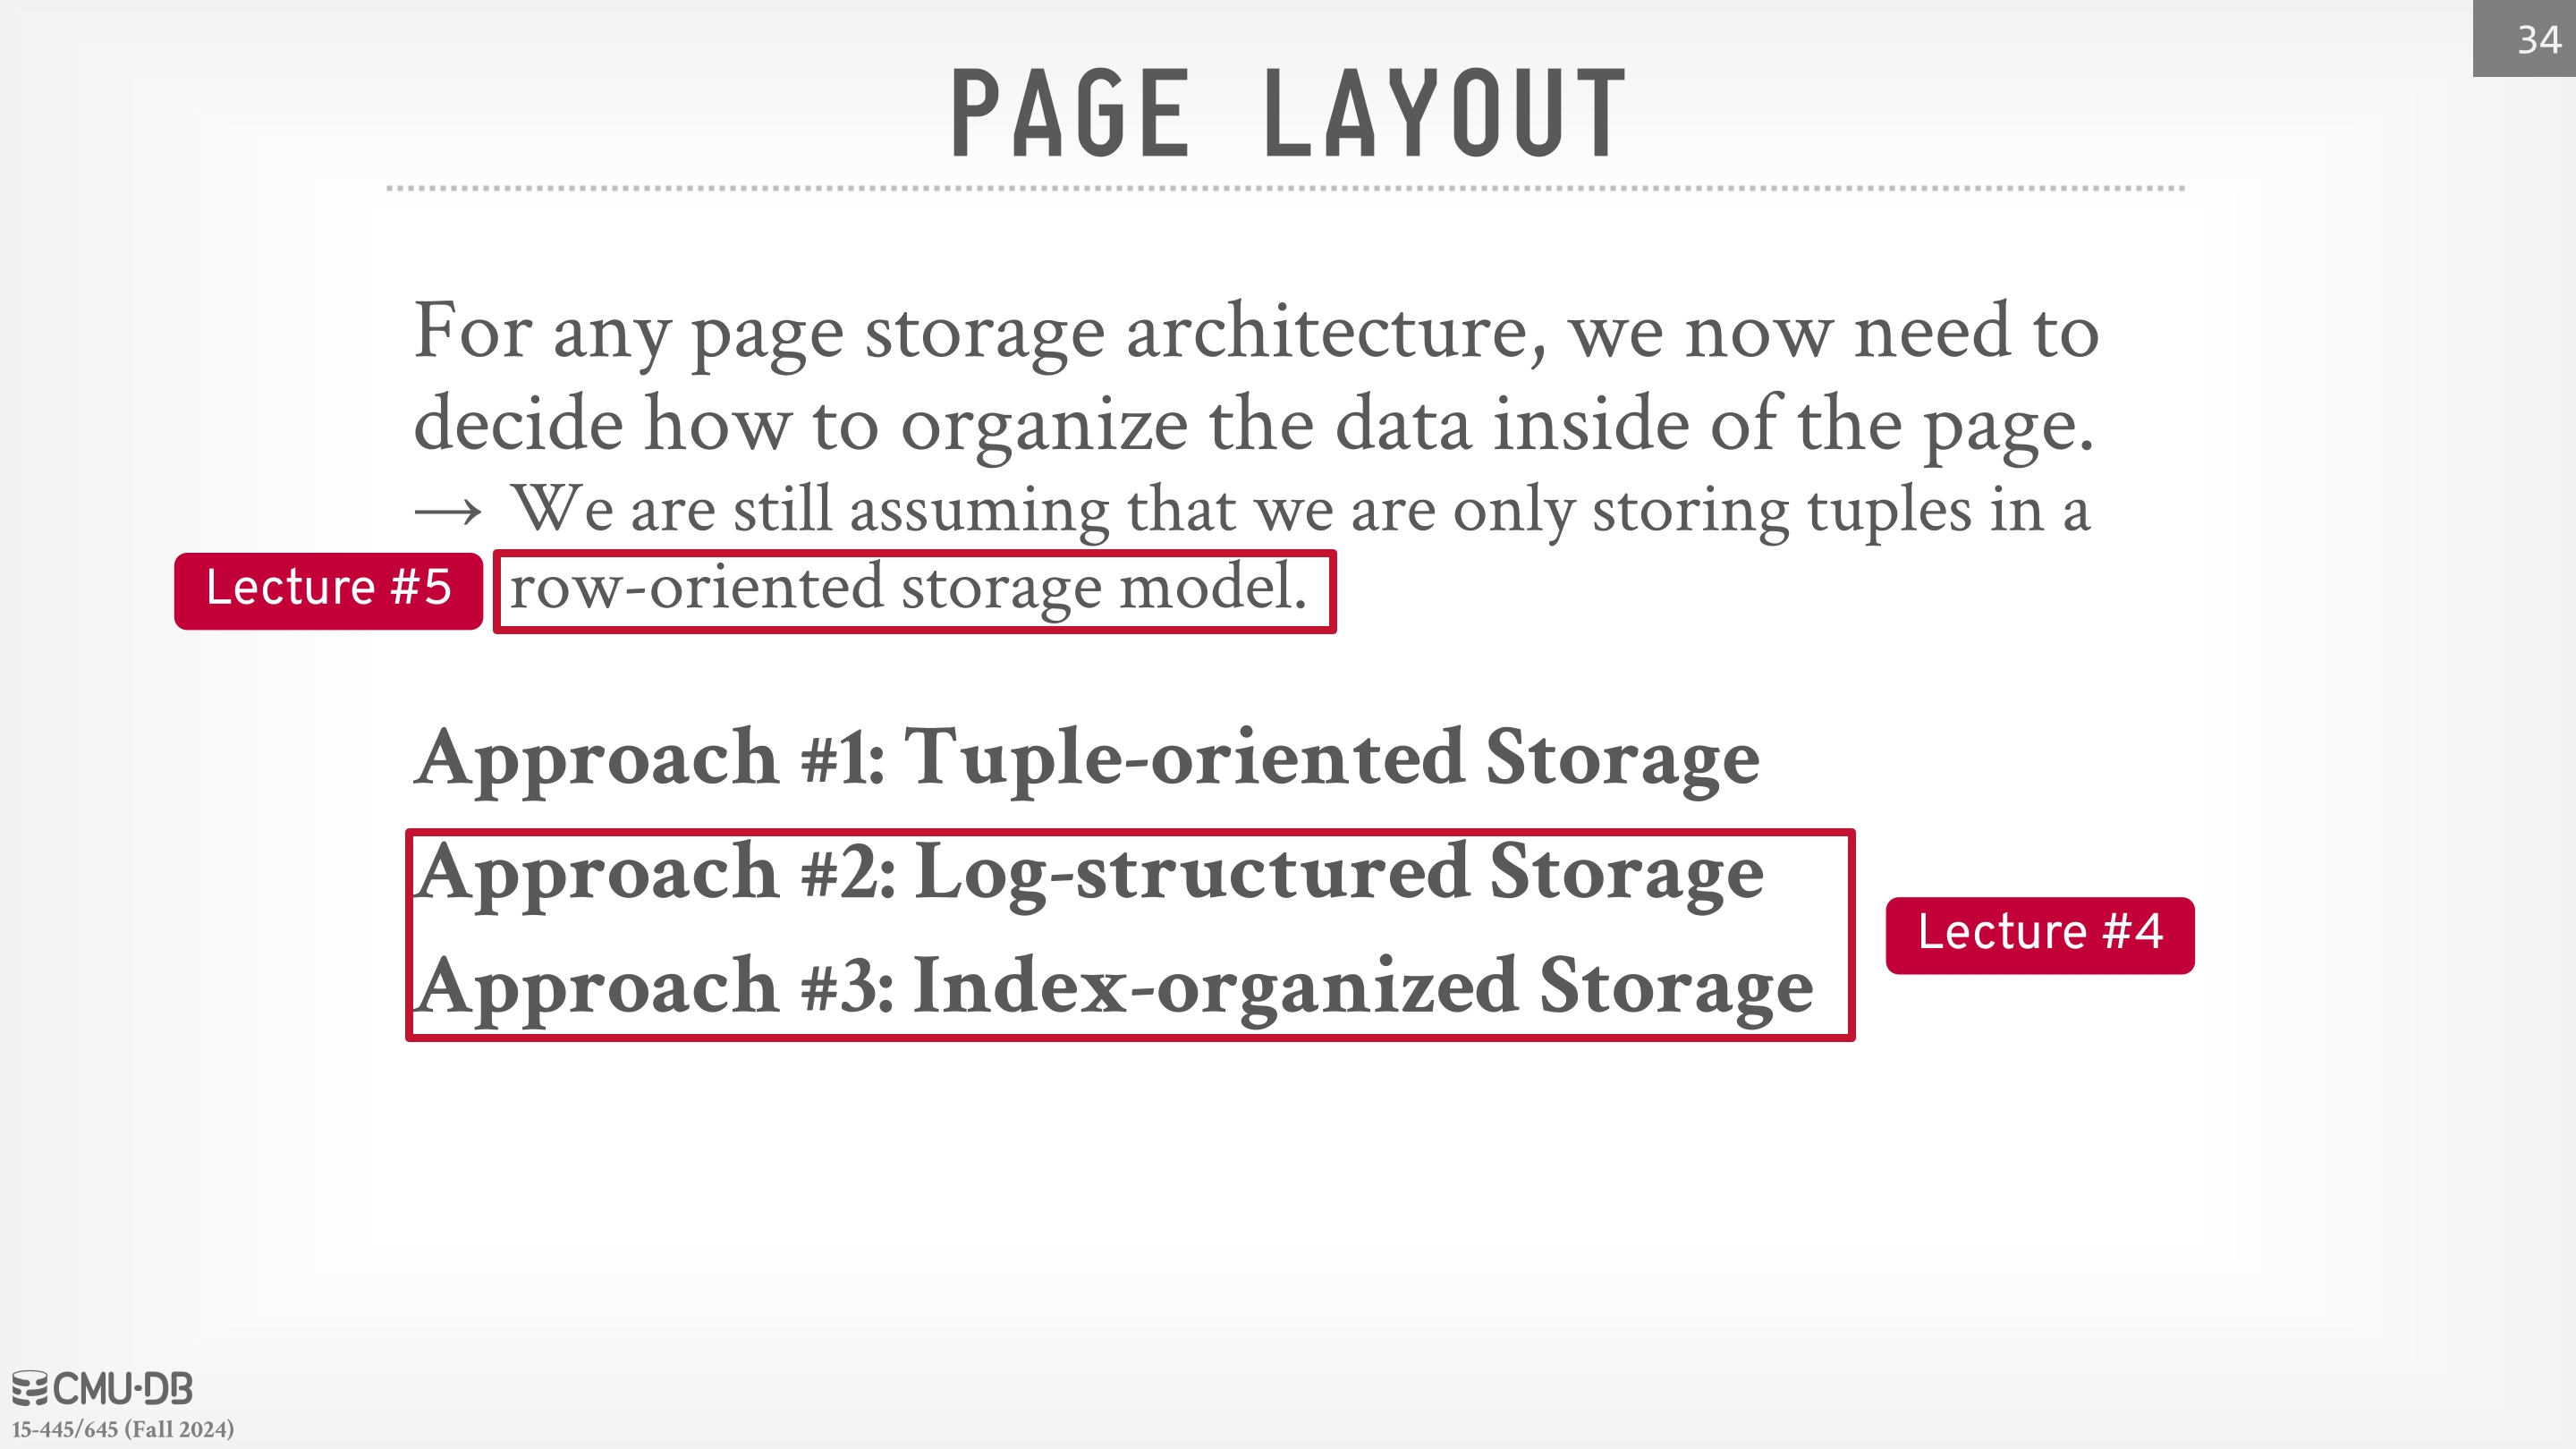 34
PAGE LAYOUT
For any page storage architecture, we now need to
decide how to organize the data inside of the page.
→ We are still assuming that we are only storing tuples in a
Lecture #5
row-oriented storage model.
Approach #1: Tuple-oriented Storage
Approach #2: Log-structured Storage
Approach #3: Index-organized Storage
Lecture #4
CMU·DB
15-445/645 (Fall 2024)